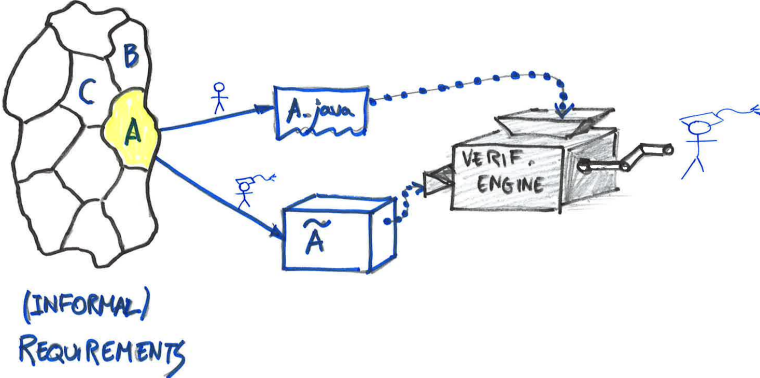 B
C
A
A.java
Ã
VERIF.
ENGINE
(INFORMAL)
REQUIREMENTS